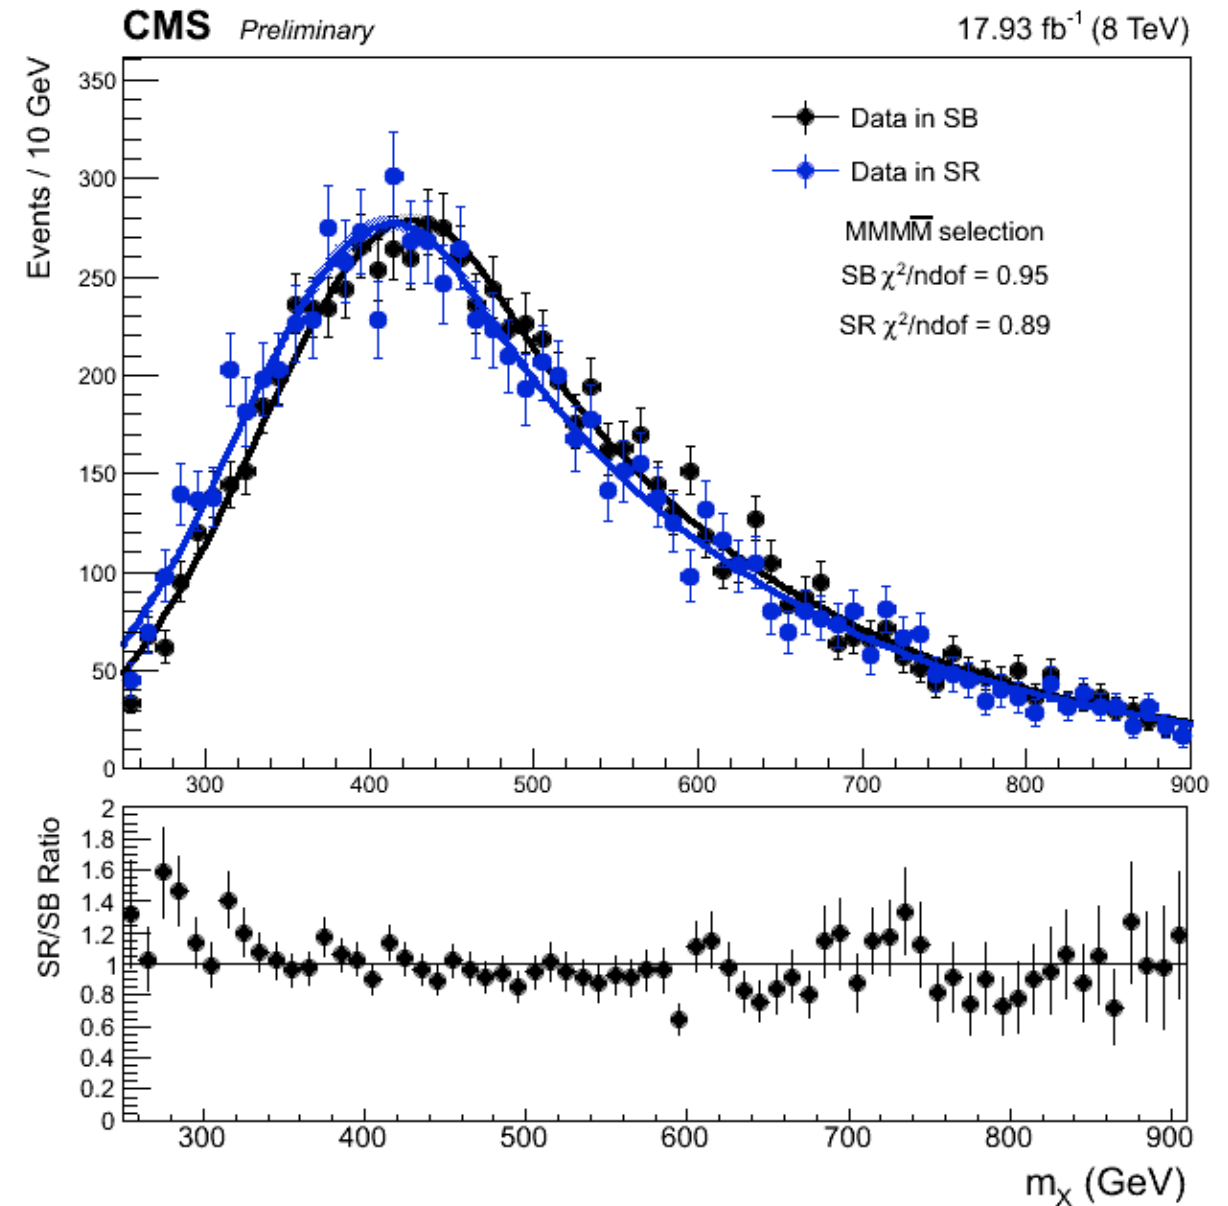 CMS Preliminary 17.93 fb⁻¹ (8 TeV)
Events / 10 GeV
350
300
250
200
150
100
50
0
Data in SB
Data in SR
MMMM̅ selection
SB χ²/ndof = 0.95
SR χ²/ndof = 0.89
300 400 500 600 700 800 900
SR/SB Ratio
2
1.8
1.6
1.4
1.2
1
0.8
0.6
0.4
0.2
0
300 400 500 600 700 800 900
m_X (GeV)